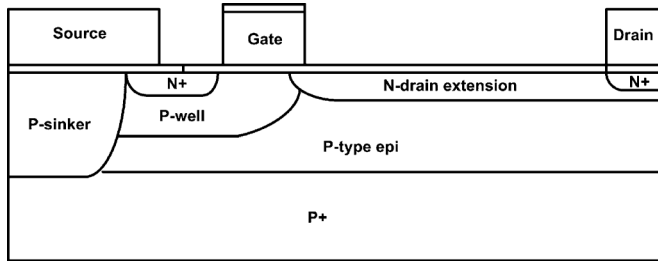 Source
Gate
Drain
N+
N-drain extension
N+
P-sinker
P-well
P-type epi
P+